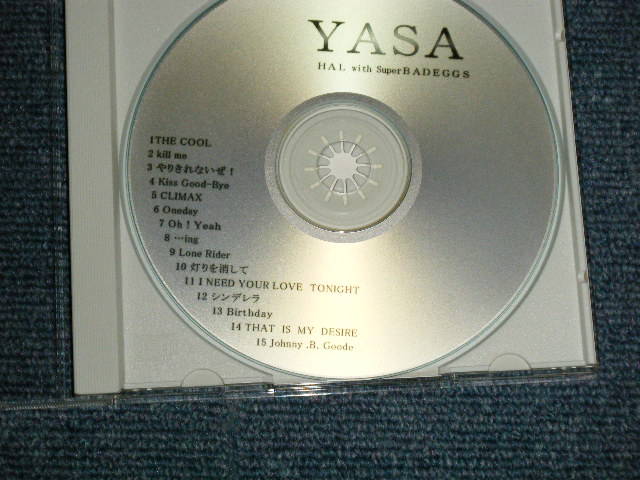 YASA
HAL with SuperBADEGGS
1THE COOL
2 kill me
3 やりきれないぜ！
4 Kiss Good-Bye
5 CLIMAX
6 Oneday
7 Oh！Yeah
8 …ing
9 Lone Rider
10 灯りを消して
11 I NEED YOUR LOVE TONIGHT
12 シンデレラ
13 Birthday
14 THAT IS MY DESIRE
15 Johnny .B. Goode